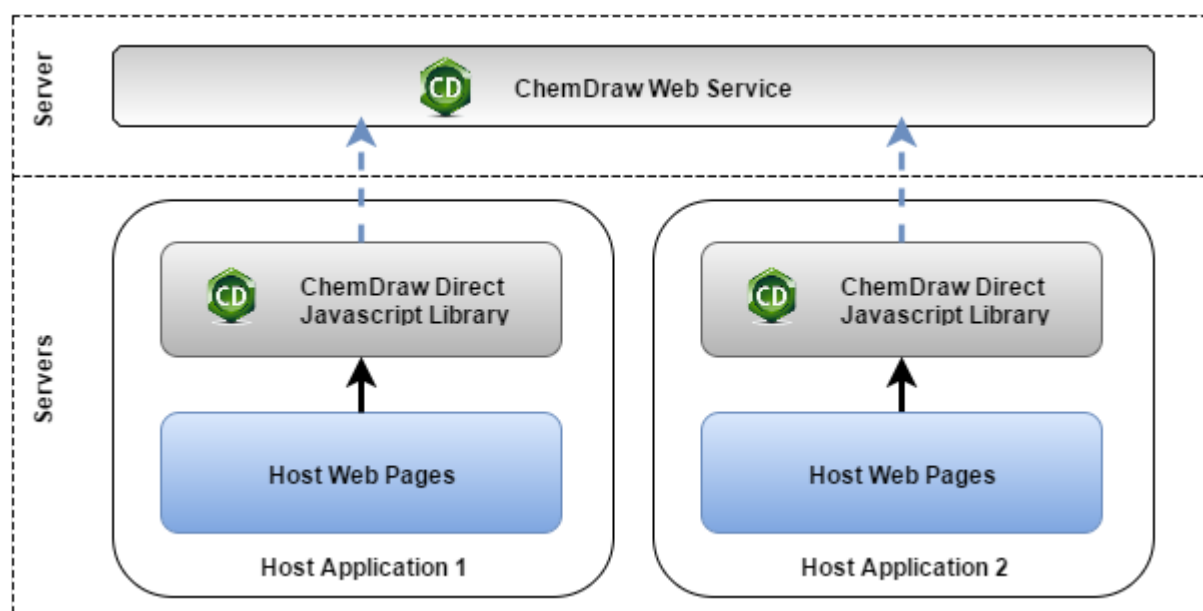 Server
CD
ChemDraw Web Service
Servers
CD
ChemDraw Direct
Javascript Library
CD
ChemDraw Direct
Javascript Library
Host Web Pages
Host Web Pages
Host Application 1
Host Application 2